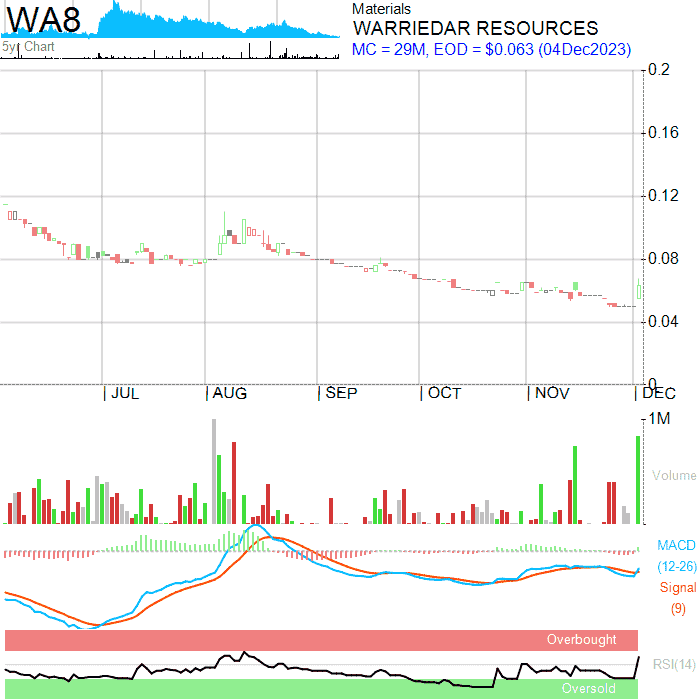 WA8
5yr Chart
Materials
WARRIEDAR RESOURCES
MC = 29M, EOD = $0.063 (04Dec2023)
0.2
0.16
0.12
0.08
0.04
0
| JUL | AUG | SEP | OCT | NOV | DEC
1M
Volume
MACD
(12-26)
Signal
(9)
Overbought
RSI(14)
Oversold